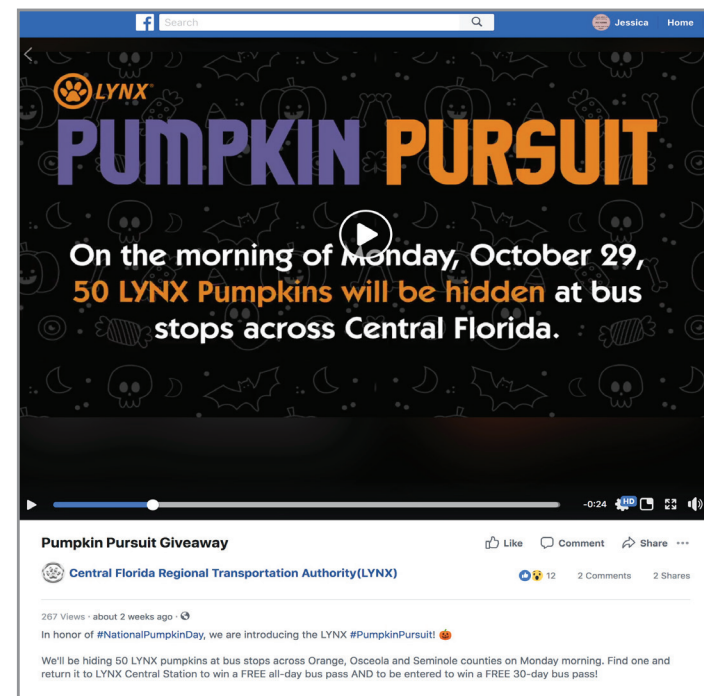 Search
Jessica Home
LYNX
PUMPKIN PURSUIT
On the morning of Monday, October 29,
50 LYNX Pumpkins will be hidden at bus
stops across Central Florida.
-0:24 HD
Pumpkin Pursuit Giveaway
Like Comment Share
Central Florida Regional Transportation Authority(LYNX)
12 2 Comments 2 Shares
267 Views · about 2 weeks ago ·
In honor of #NationalPumpkinDay, we are introducing the LYNX #PumpkinPursuit! 🎃
We'll be hiding 50 LYNX pumpkins at bus stops across Orange, Osceola and Seminole counties on Monday morning. Find one and
return it to LYNX Central Station to win a FREE all-day bus pass AND to be entered to win a FREE 30-day bus pass!